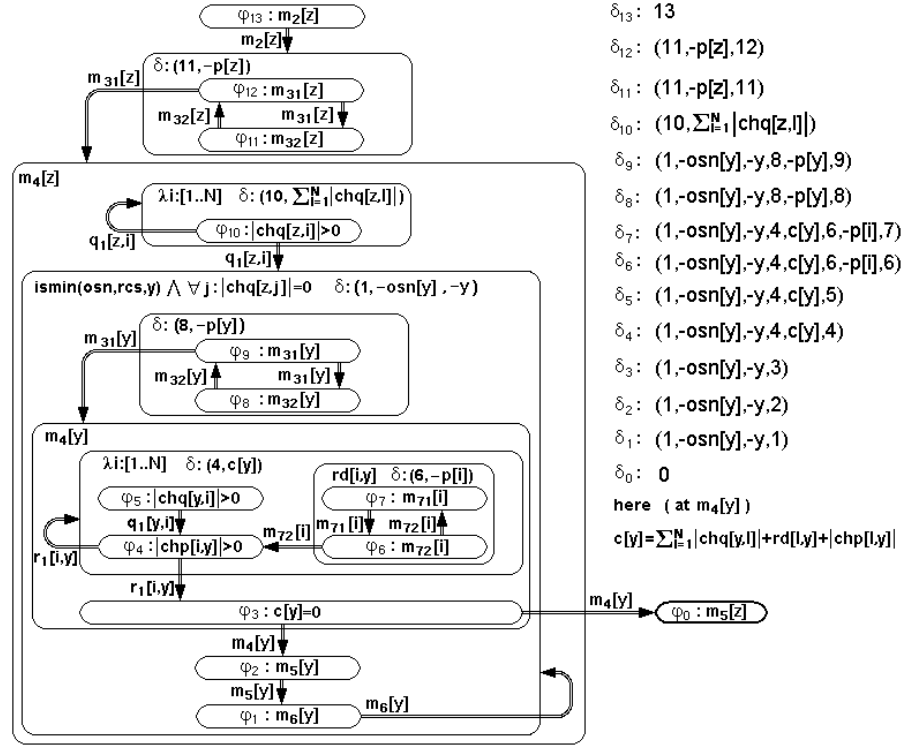 φ13 : m2[z]
m2[z]
δ: (11,-p[z])
φ12 : m31[z]
m31[z]
m32[z]
m31[z]
φ11 : m32[z]
m4[z]
λi:[1..N] δ: (10, ∑N l=1 |chq[z,l]|)
φ10 : |chq[z,i]|>0
q1[z,i]
q1[z,i]
ismin(osn,rcs,y) ⋀ ∀ j : |chq[z,j]|=0 δ: (1,-osn[y] ,-y)
δ: (8,-p[y])
m31[y]
φ9 : m31[y]
m32[y]
m31[y]
φ8 : m32[y]
m4[y]
λi:[1..N] δ: (4,c[y])
rd[i,y] δ:(6,-p[i])
φ5 : |chq[y,i]|>0
φ7 : m71[i]
q1[y,i]
m72[i]
m71[i]
m72[i]
φ4 : |chp[i,y]|>0
φ6 : m72[i]
r1[i,y]
r1[i,y]
φ3 : c[y]=0
m4[y]
φ0 : m5[z]
m4[y]
φ2 : m5[y]
m5[y]
φ1 : m6[y]
m6[y]
δ13 : 13
δ12 : (11,-p[z],12)
δ11 : (11,-p[z],11)
δ10 : (10,∑N l=1 |chq[z,l]|)
δ9 : (1,-osn[y],-y,8,-p[y],9)
δ8 : (1,-osn[y],-y,8,-p[y],8)
δ7 : (1,-osn[y],-y,4,c[y],6,-p[i],7)
δ6 : (1,-osn[y],-y,4,c[y],6,-p[i],6)
δ5 : (1,-osn[y],-y,4,c[y],5)
δ4 : (1,-osn[y],-y,4,c[y],4)
δ3 : (1,-osn[y],-y,3)
δ2 : (1,-osn[y],-y,2)
δ1 : (1,-osn[y],-y,1)
δ0 : 0
here ( at m4[y] )
c[y]=∑N l=1 |chq[y,l]|+rd[l,y]+|chp[l,y]|